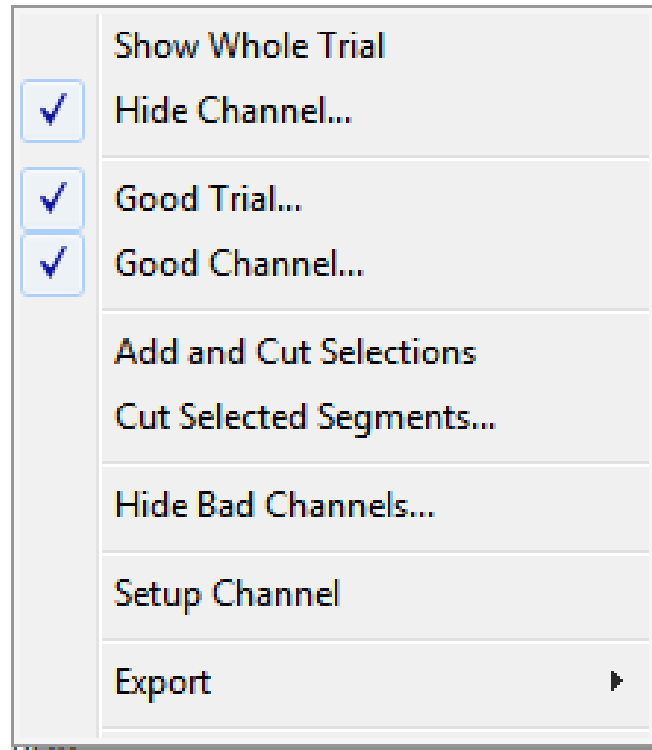 Show Whole Trial
Hide Channel...
Good Trial...
Good Channel...
Add and Cut Selections
Cut Selected Segments...
Hide Bad Channels...
Setup Channel
Export